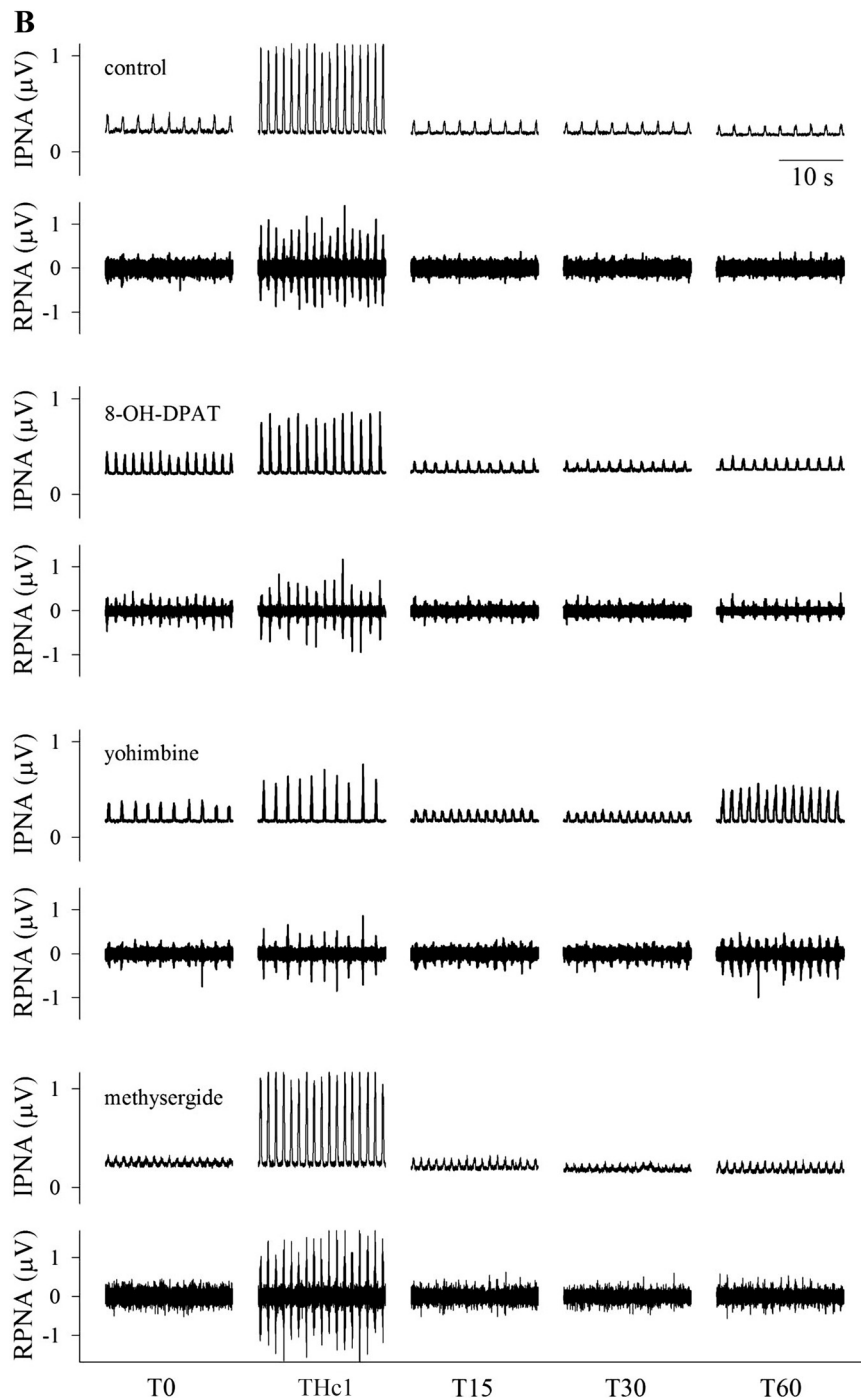 B
IPNA (µV)
1
0
control
10 s
RPNA (µV)
1
0
-1
IPNA (µV)
1
0
8-OH-DPAT
RPNA (µV)
1
0
-1
IPNA (µV)
1
0
yohimbine
RPNA (µV)
1
0
-1
IPNA (µV)
1
0
methysergide
RPNA (µV)
1
0
-1
T0 THc1 T15 T30 T60